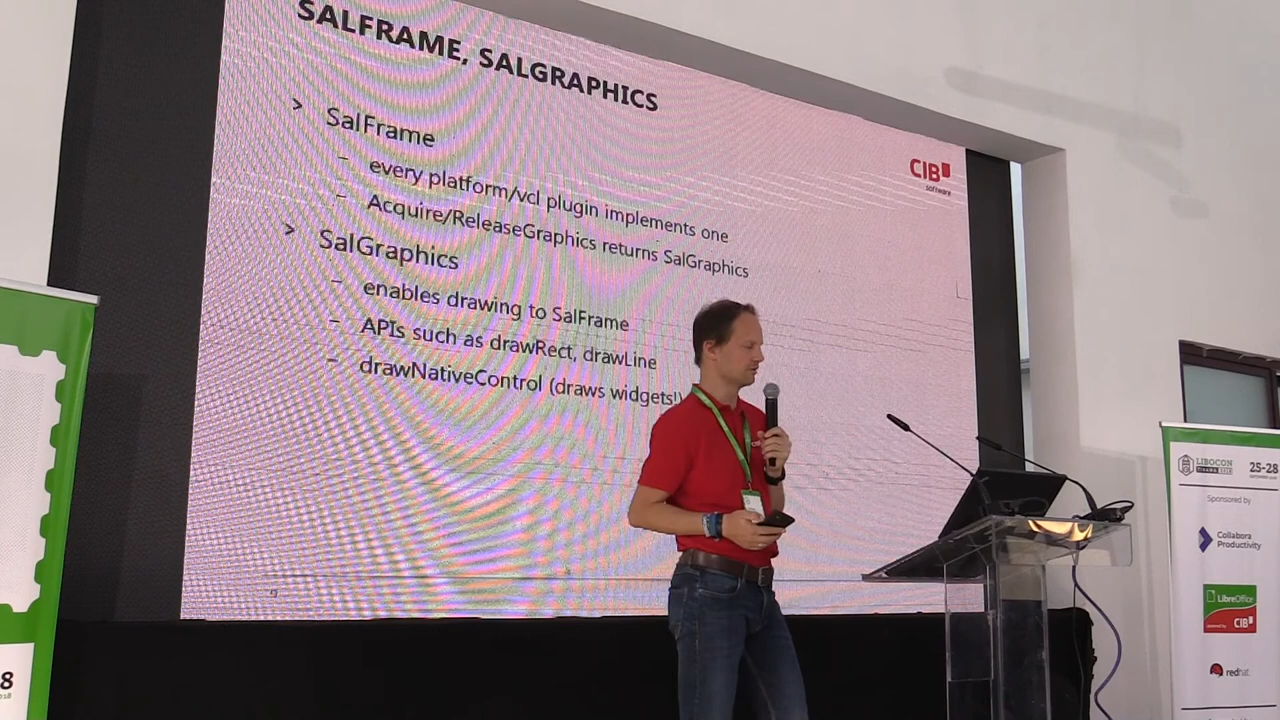 SALFRAME, SALGRAPHICS
> SalFrame
– every platform/vcl plugin implements one
– Acquire/ReleaseGraphics returns SalGraphics
> SalGraphics
– enables drawing to SalFrame
– APIs such as drawRect, drawLine
– drawNativeControl (draws widgets!)
CIB
software
LIBOCON
25-28
Sponsored by
Collabora
Productivity
LibreOffice
CIB
redhat
8